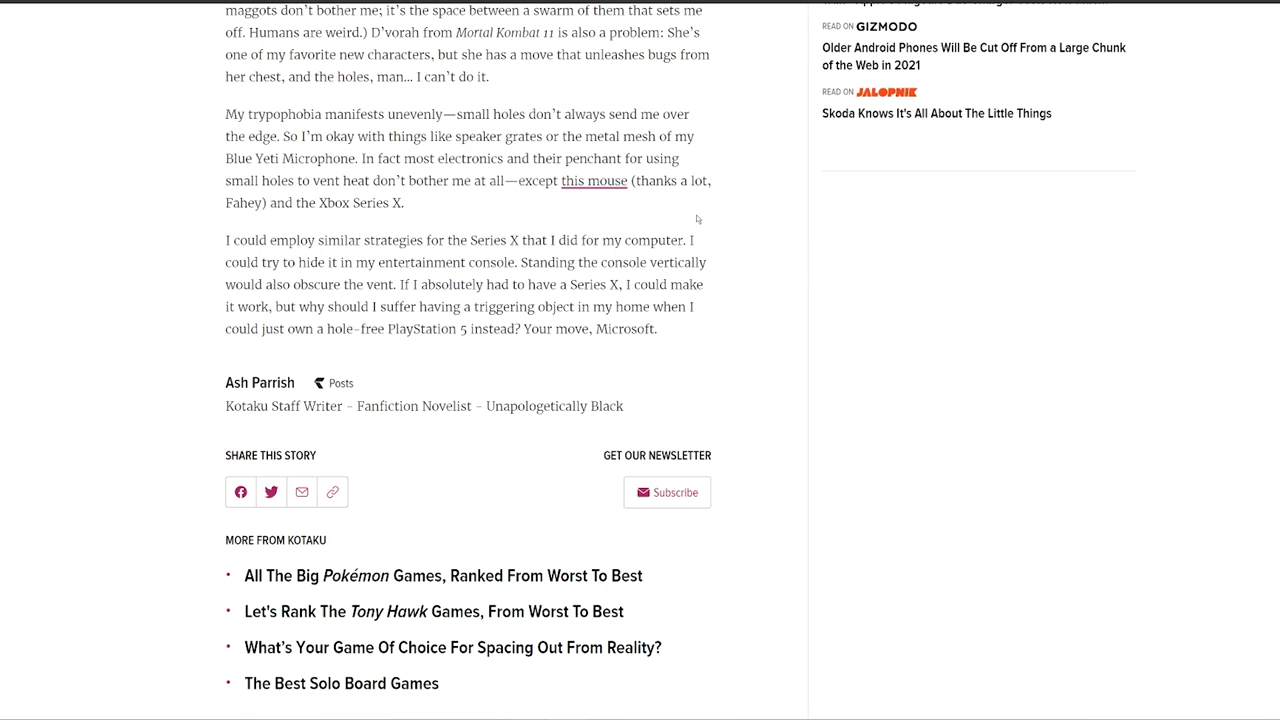 maggots don't bother me; it's the space between a swarm of them that sets me
off. Humans are weird.) D'vorah from Mortal Kombat 11 is also a problem: She's
one of my favorite new characters, but she has a move that unleashes bugs from
her chest, and the holes, man... I can't do it.
My trypophobia manifests unevenly—small holes don't always send me over
the edge. So I'm okay with things like speaker grates or the metal mesh of my
Blue Yeti Microphone. In fact most electronics and their penchant for using
small holes to vent heat don't bother me at all—except this mouse (thanks a lot,
Fahey) and the Xbox Series X.
I could employ similar strategies for the Series X that I did for my computer. I
could try to hide it in my entertainment console. Standing the console vertically
would also obscure the vent. If I absolutely had to have a Series X, I could make
it work, but why should I suffer having a triggering object in my home when I
could just own a hole-free PlayStation 5 instead? Your move, Microsoft.
Ash Parrish Posts
Kotaku Staff Writer - Fanfiction Novelist - Unapologetically Black
SHARE THIS STORY
GET OUR NEWSLETTER
Subscribe
MORE FROM KOTAKU
• All The Big Pokémon Games, Ranked From Worst To Best
• Let's Rank The Tony Hawk Games, From Worst To Best
• What's Your Game Of Choice For Spacing Out From Reality?
• The Best Solo Board Games
READ ON GIZMODO
Older Android Phones Will Be Cut Off From a Large Chunk
of the Web in 2021
READ ON JALOPNIK
Skoda Knows It's All About The Little Things